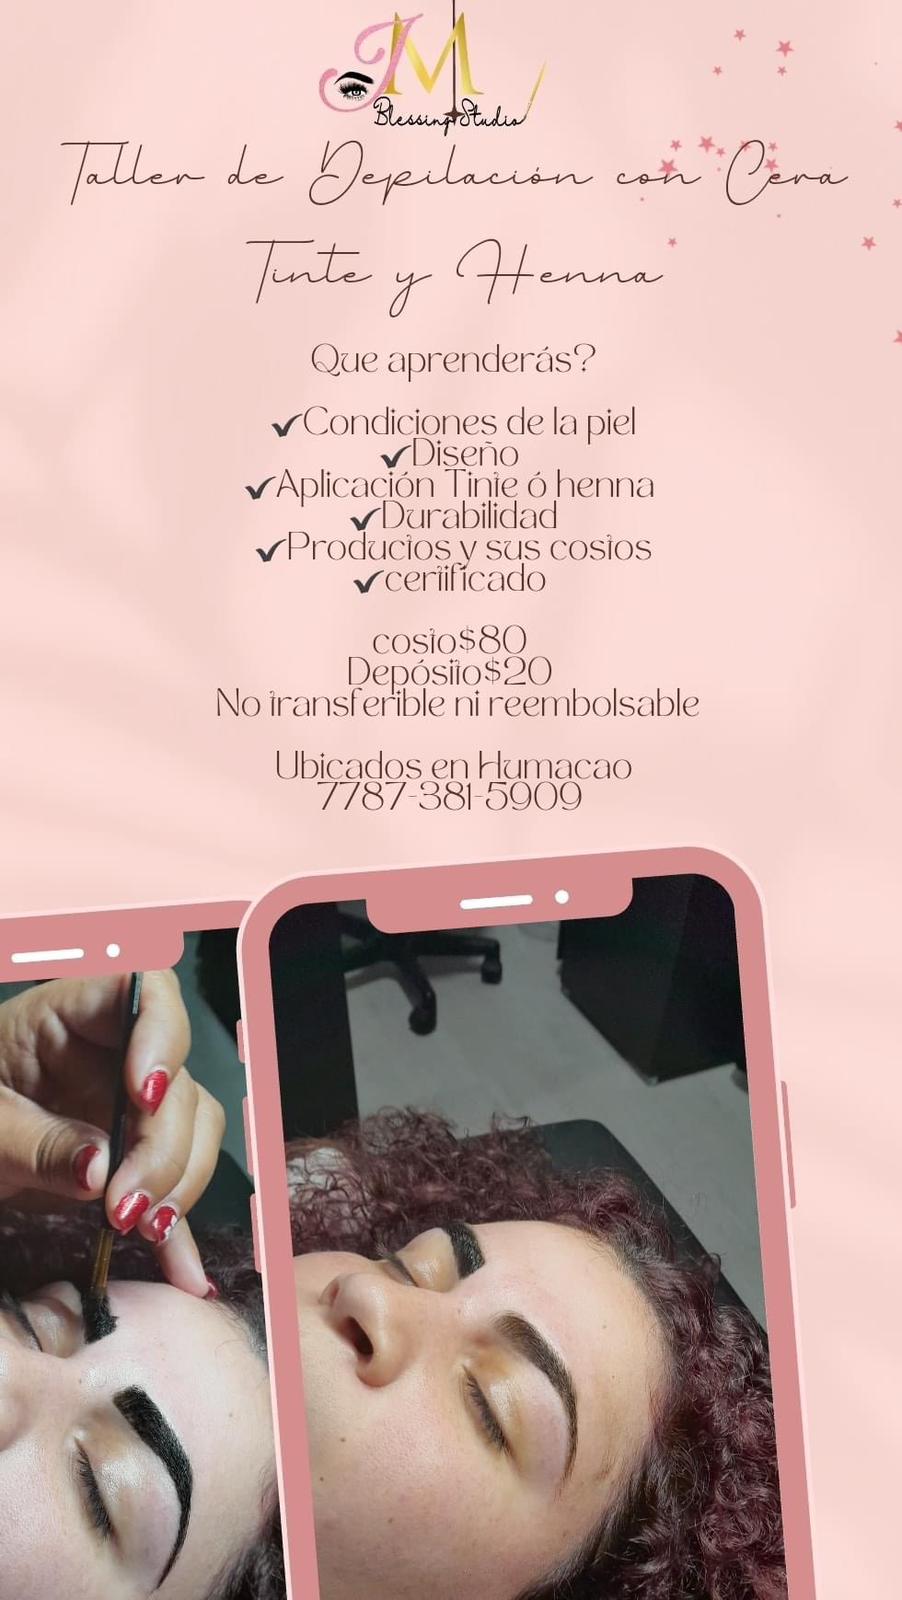 JM
Blessing Studio
Taller de Depilación con Cera
Tinte y Henna
Que aprenderás?
✔Condiciones de la piel
✔Diseño
✔Aplicación Tinte ó henna
✔Durabilidad
✔Productos y sus costos
✔certificado
costo$80
Depósito$20
No transferible ni reembolsable
Ubicados en Humacao
7787-381-5909